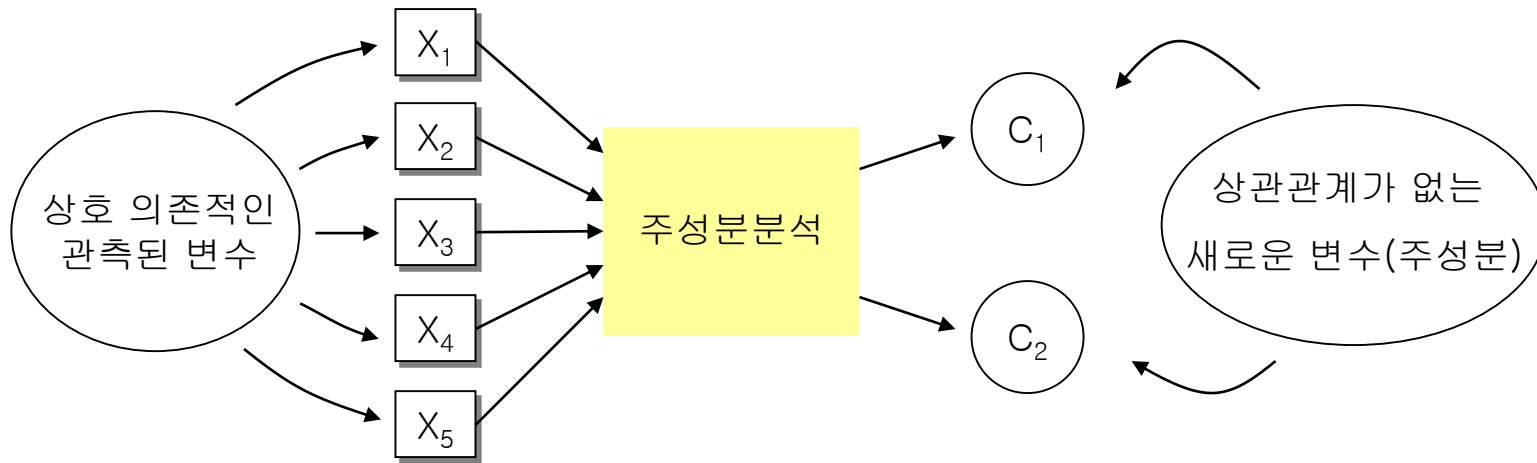 상호 의존적인
관측된 변수
X₁
X₂
X₃
X₄
X₅
주성분분석
C₁
C₂
상관관계가 없는
새로운 변수(주성분)